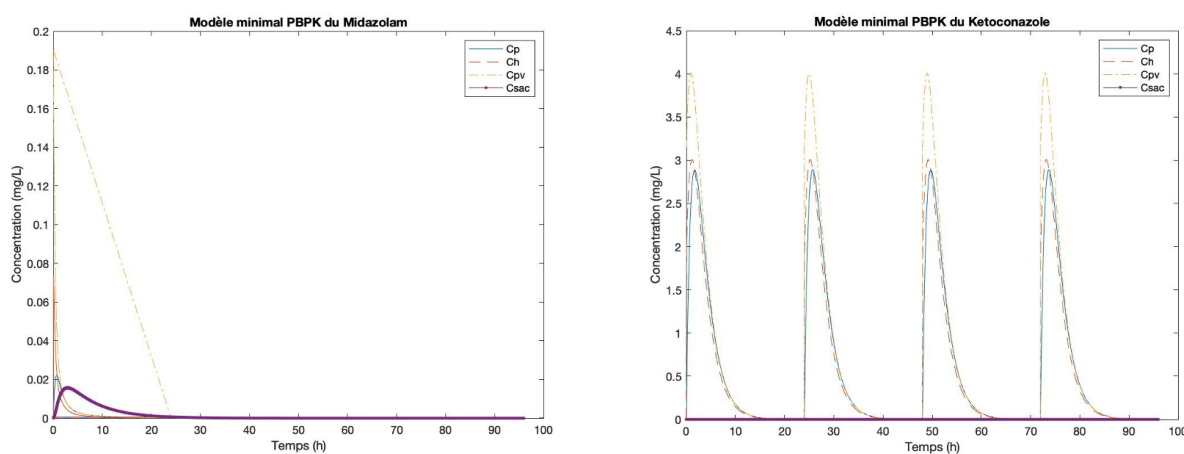 Modèle minimal PBPK du Midazolam
Concentration (mg/L)
0.2
0.18
0.16
0.14
0.12
0.1
0.08
0.06
0.04
0.02
0
0 10 20 30 40 50 60 70 80 90 100
Temps (h)
Cp
Ch
Cpv
Csac
Modèle minimal PBPK du Ketoconazole
Concentration (mg/L)
4.5
4
3.5
3
2.5
2
1.5
1
0.5
0
0 10 20 30 40 50 60 70 80 90 100
Temps (h)
Cp
Ch
Cpv
Csac